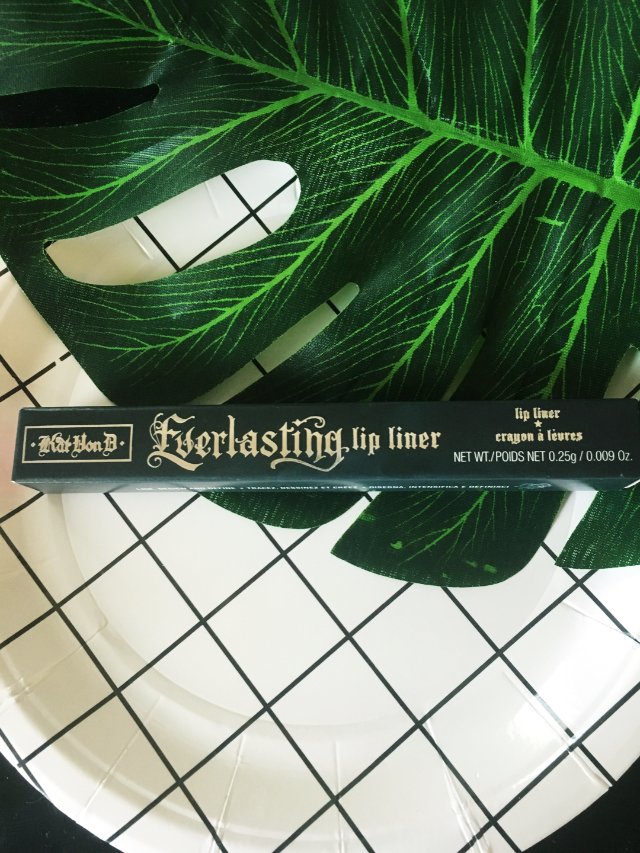 Kat Von D
Everlasting lip liner
lip liner
★
crayon à lèvres
NET WT./POIDS NET 0.25g / 0.009 Oz.